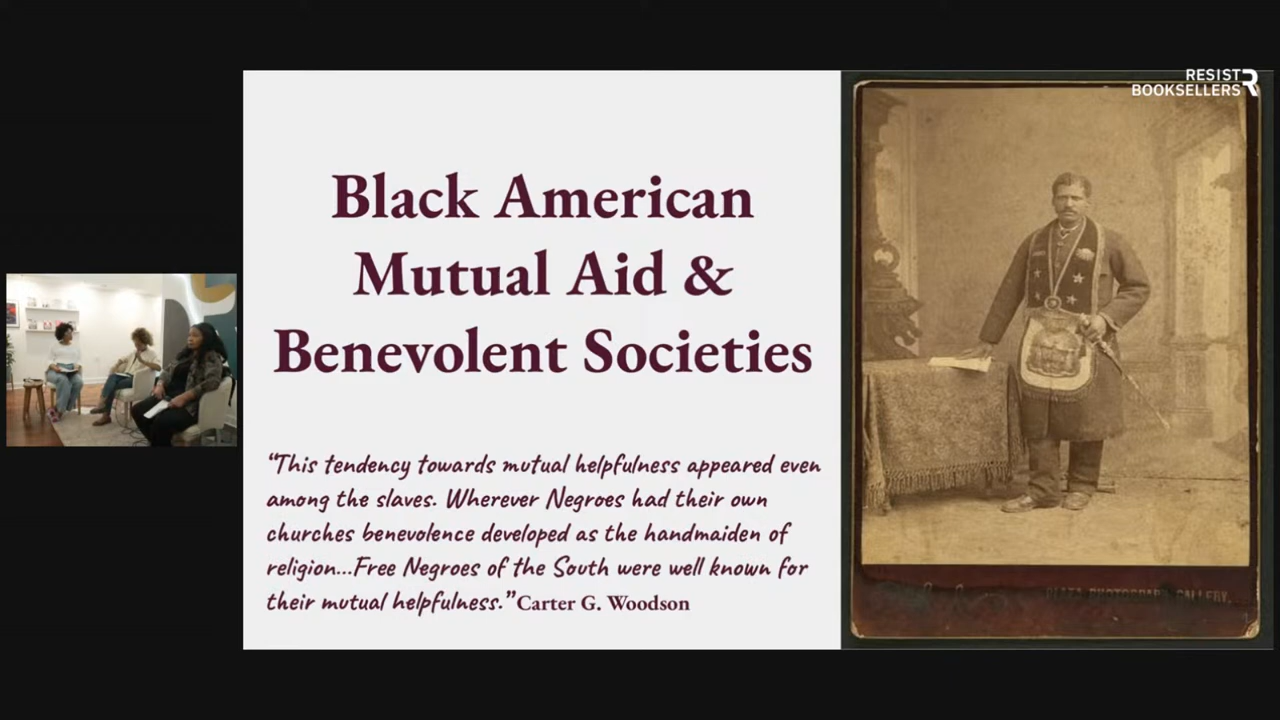 RESIST
BOOKSELLERS
Black American
Mutual Aid &
Benevolent Societies
“This tendency towards mutual helpfulness appeared even
among the slaves. Wherever Negroes had their own
churches benevolence developed as the handmaiden of
religion...Free Negroes of the South were well known for
their mutual helpfulness.” Carter G. Woodson
GALLERY.